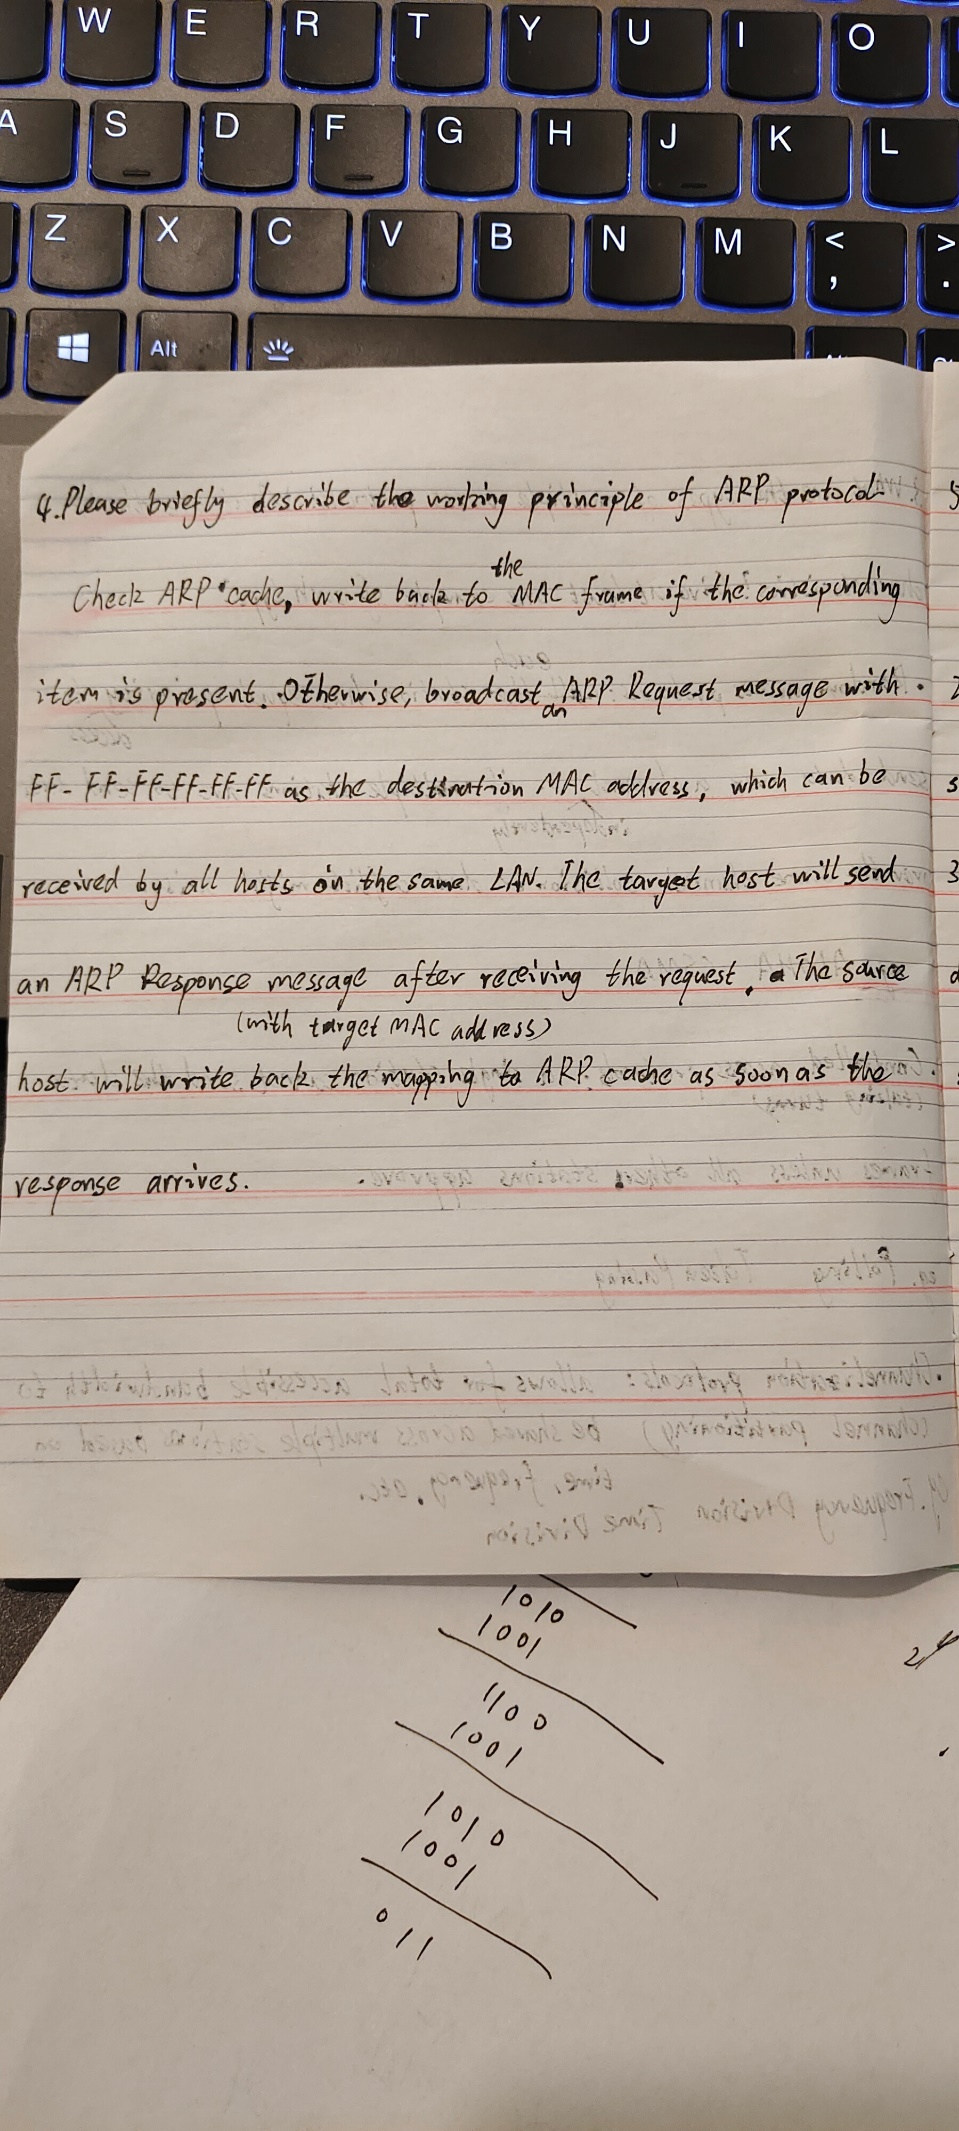 W E R T Y U I O
A S D F G H J K L
Z X C V B N M < , > .
Alt
4. Please briefly describe the working principle of ARP protocol.
the
Check ARP cache, write back to MAC frame if the corresponding
item is present. Otherwise, broadcast ARP Request message with
an
FF-FF-FF-FF-FF-FF as the destination MAC address, which can be
received by all hosts on the same LAN. The target host will send
an ARP Response message after receiving the request. The source
(with target MAC address)
host will write back the mapping to ARP cache as soon as the
response arrives.
1010
1001
1100
1001
1010
1001
011